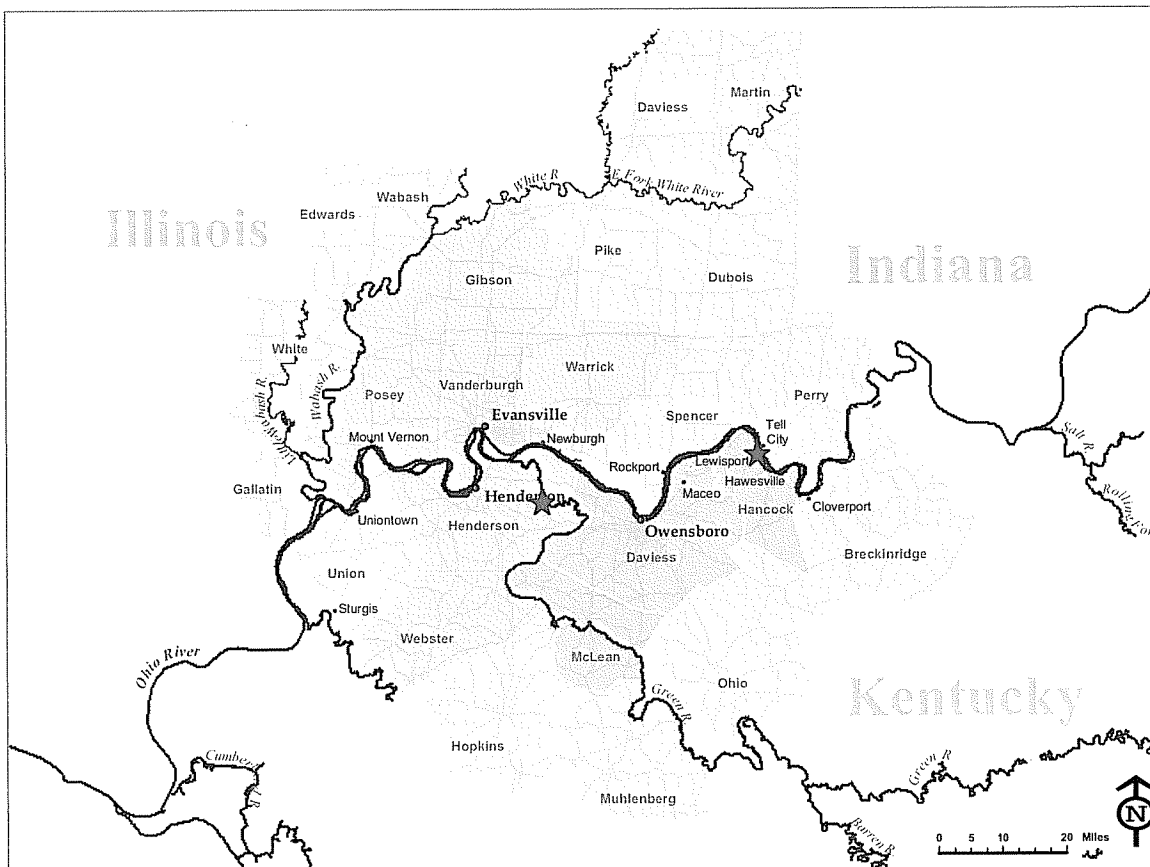 Martin
Daviess
White R.
E. Fork White River
Wabash
Edwards
Illinois
Pike
Indiana
Gibson
Dubois
White
Wabash R.
Warrick
Vanderburgh
Posey
Perry
Little Wabash R.
Spencer
Evansville
Tell
City
Salt R.
Mount Vernon
Newburgh
Lewisport
Rockport
Hawesville
Gallatin
Maceo
Henderson
Rolling For
Hancock
Cloverport
Uniontown
Henderson
Owensboro
Breckinridge
Daviess
Union
Sturgis
Webster
McLean
Ohio River
Ohio
Green R.
Kentucky
Hopkins
Green R.
Muhlenberg
N
Barren R.
0 5 10 20 Miles